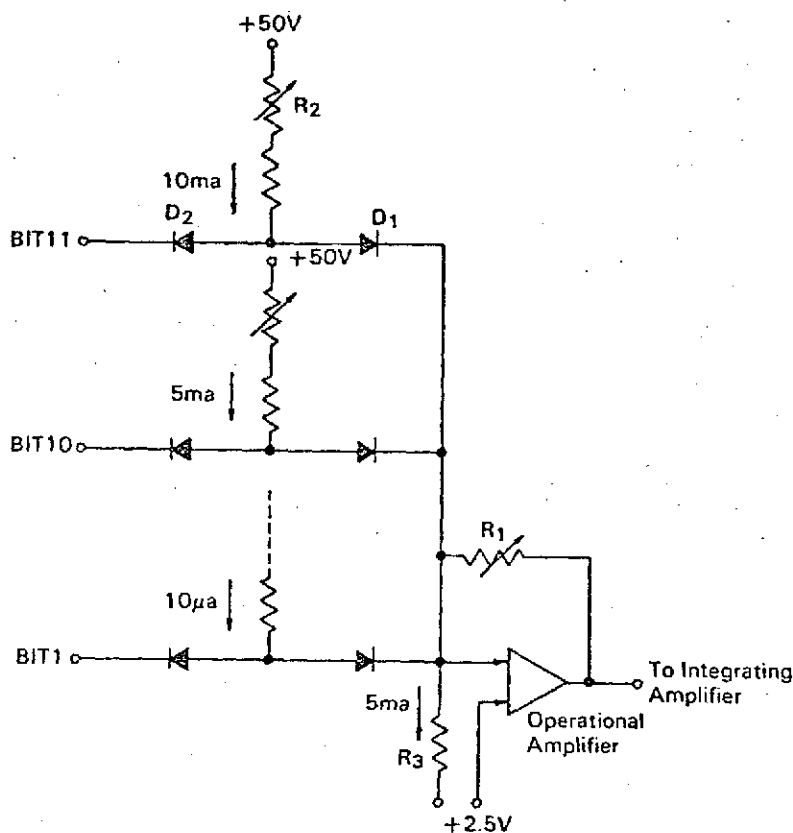 +50V
R2
10ma
D2
D1
BIT11
+50V
5ma
BIT10
R1
10µa
BIT1
To Integrating
Amplifier
5ma
Operational
Amplifier
R3
+2.5V